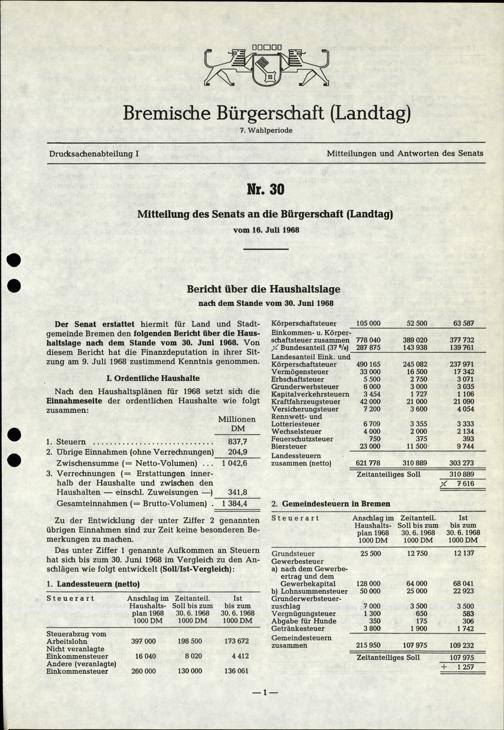 Bremische Bürgerschaft (Landtag)
7. Wahlperiode
Drucksachenabteilung I
Mitteilungen und Antworten des Senats
Nr. 30
Mitteilung des Senats an die Bürgerschaft (Landtag)
vom 16. Juli 1968
Bericht über die Haushaltslage
nach dem Stande vom 30. Juni 1968
Der Senat erstattet hiermit für Land und Stadt-
gemeinde Bremen den folgenden Bericht über die Haus-
haltslage nach dem Stande vom 30. Juni 1968. Von
diesem Bericht hat die Finanzdeputation in ihrer Sit-
zung am 9. Juli 1968 zustimmend Kenntnis genommen.
I. Ordentliche Haushalte
Nach den Haushaltsplänen für 1968 setzt sich die
Einnahmeseite der ordentlichen Haushalte wie folgt
zusammen:
Millionen
DM
1. Steuern . . . . . . . . . . . . . . . . . . . . . . . . . . . . 837,7
2. Übrige Einnahmen (ohne Verrechnungen) 204,9
Zwischensumme (= Netto-Volumen) . . . 1 042,6
3. Verrechnungen (= Erstattungen inner-
halb der Haushalte und zwischen den
Haushalten — einschl. Zuweisungen —) 341,8
Gesamteinnahmen (= Brutto-Volumen) . 1 384,4
Zu der Entwicklung der unter Ziffer 2 genannten
übrigen Einnahmen sind zur Zeit keine besonderen Be-
merkungen zu machen.
Das unter Ziffer 1 genannte Aufkommen an Steuern
hat sich bis zum 30. Juni 1968 im Vergleich zu den An-
schlägen wie folgt entwickelt (Soll/Ist-Vergleich):
1. Landessteuern (netto)
Steuerart Anschlag im Zeitanteil. Ist
Haushalts- Soll bis zum bis zum
plan 1968 30. 6. 1968 30. 6. 1968
1000 DM 1000 DM 1000 DM
Steuerabzug vom
Arbeitslohn 397 000 198 500 173 672
Nicht veranlagte
Einkommensteuer 16 040 8 020 4 412
Andere (veranlagte)
Einkommensteuer 260 000 130 000 136 061
Körperschaftsteuer 105 000 52 500 63 587
Einkommen- u. Körper-
schaftsteuer zusammen 778 040 389 020 377 732
⁒ Bundesanteil (37 %) 287 875 143 938 139 761
Landesanteil Eink. und
Körperschaftsteuer 490 165 245 082 237 971
Vermögensteuer 33 000 16 500 17 342
Erbschaftsteuer 5 500 2 750 3 071
Grunderwerbsteuer 6 000 3 000 3 035
Kapitalverkehrsteuern 3 454 1 727 1 106
Kraftfahrzeugsteuer 42 000 21 000 21 090
Versicherungsteuer 7 200 3 600 4 054
Rennwett- und
Lotteriesteuer 6 709 3 355 3 333
Wechselsteuer 4 000 2 000 2 134
Feuerschutzsteuer 750 375 393
Biersteuer 23 000 11 500 9 744
Landessteuern
zusammen (netto) 621 778 310 889 303 273
Zeitanteiliges Soll 310 889
⁒ 7 616
2. Gemeindesteuern in Bremen
Steuerart Anschlag im Zeitanteil. Ist
Haushalts- Soll bis zum bis zum
plan 1968 30. 6. 1968 30. 6. 1968
1000 DM 1000 DM 1000 DM
Grundsteuer 25 500 12 750 12 137
Gewerbesteuer
a) nach dem Gewerbe-
ertrag und dem
Gewerbekapital 128 000 64 000 68 041
b) Lohnsummensteuer 50 000 25 000 22 923
Grunderwerbsteuer-
zuschlag 7 000 3 500 3 500
Vergnügungsteuer 1 300 650 583
Abgabe für Hunde 350 175 306
Getränkesteuer 3 800 1 900 1 742
Gemeindesteuern
zusammen 215 950 107 975 109 232
Zeitanteiliges Soll 107 975
+ 1 257
— 1 —